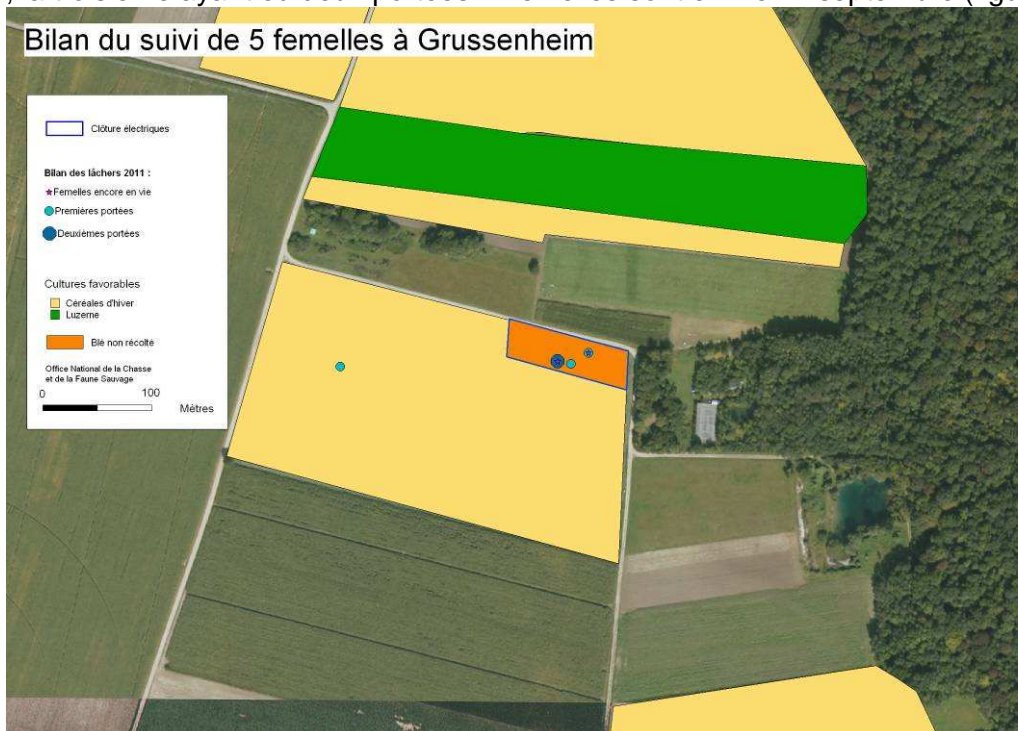 Bilan du suivi de 5 femelles à Grussenheim
Clôture électriques
Bilan des lâchers 2011 :
Femelles encore en vie
Premières portées
Deuxièmes portées
Cultures favorables
Céréales d'hiver
Luzerne
Blé non récolté
Office National de la Chasse
et de la Faune Sauvage
0 100
Mètres